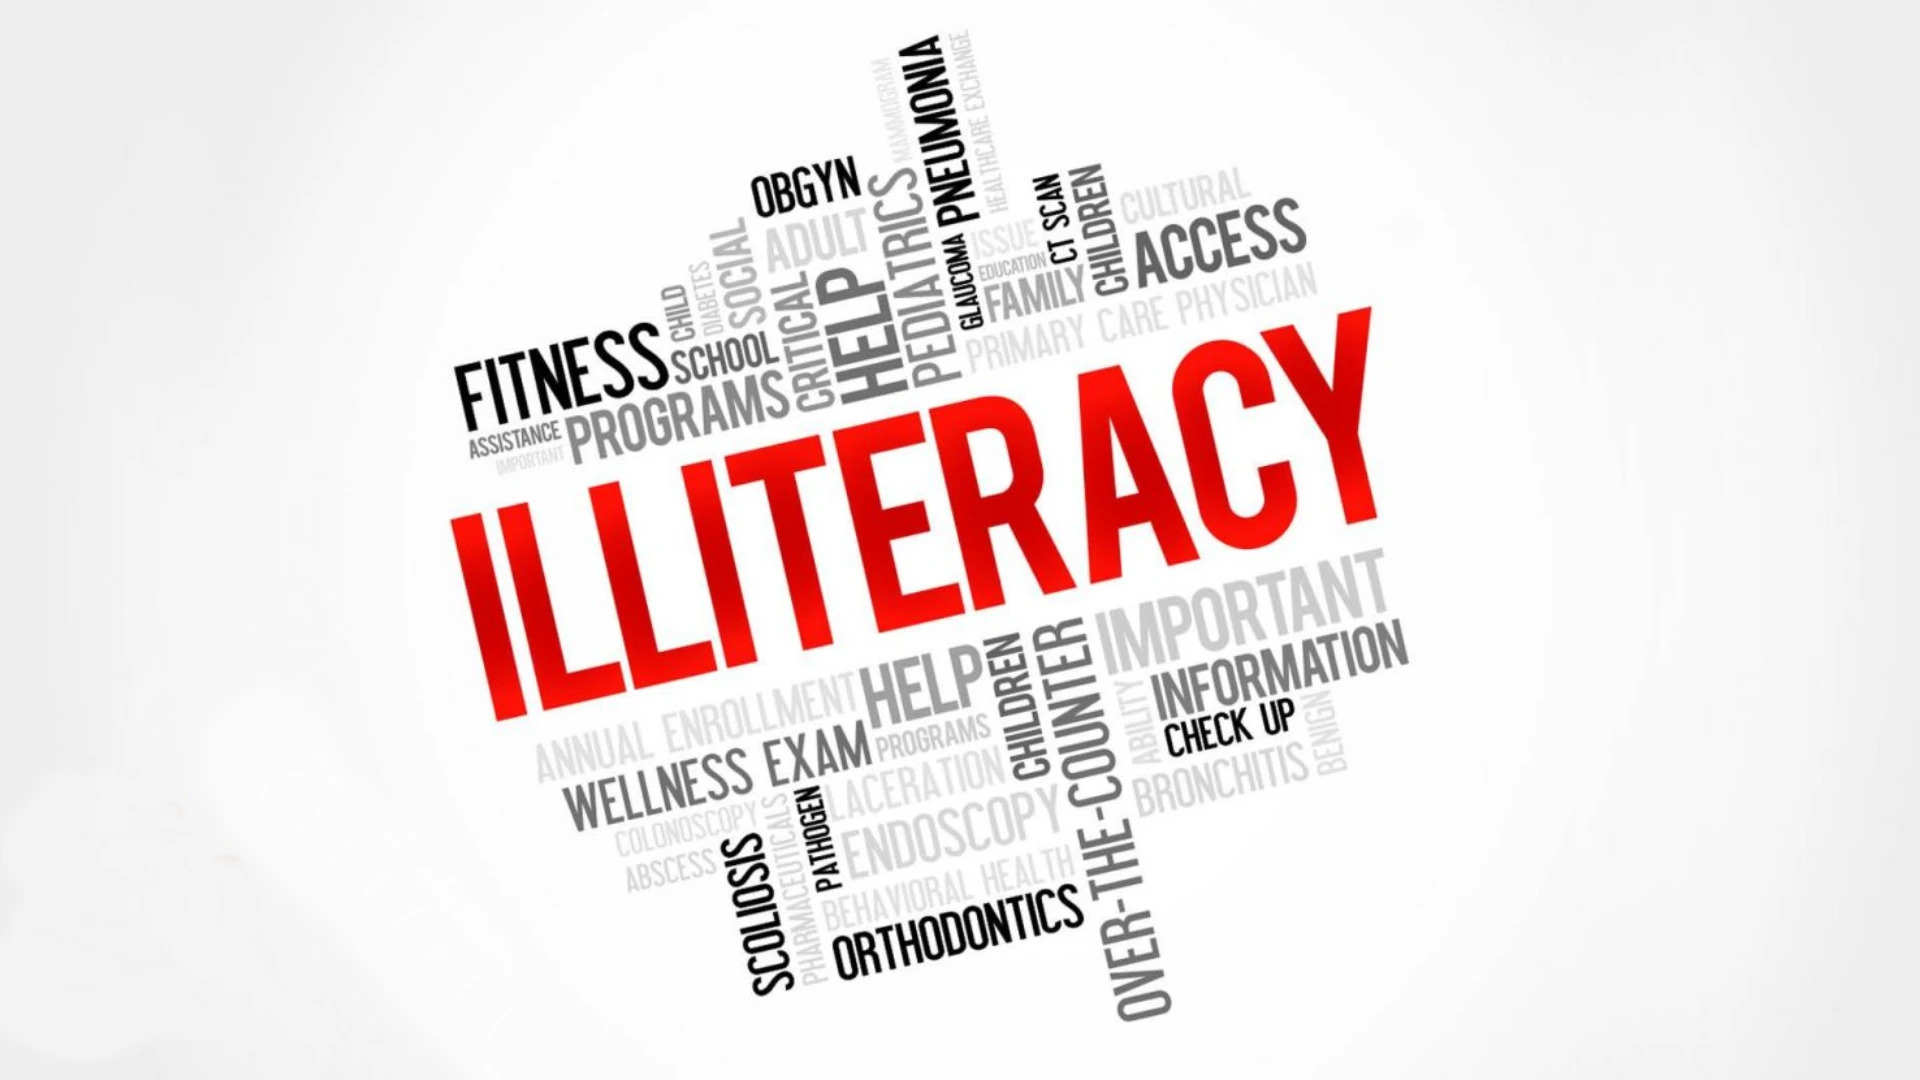 MAMMOGRAM
PNEUMONIA
HEALTHCARE EXCHANGE
OBGYN
ADULT
PEDIATRICS
GLAUCOMA
ISSUE
EDUCATION
CT SCAN
CHILDREN
CULTURAL
ACCESS
FAMILY
PRIMARY CARE PHYSICIAN
CHILD
DIABETES
SOCIAL
CRITICAL
HELP
FITNESS
SCHOOL
ASSISTANCE
PROGRAMS
IMPORTANT
ILLITERACY
ANNUAL ENROLLMENT
HELP
CHILDREN
OVER-THE-COUNTER
IMPORTANT
ABILITY
INFORMATION
CHECK UP
BENIGN
BRONCHITIS
WELLNESS EXAM
PROGRAMS
COLONOSCOPY
ABSCESS
SCOLIOSIS
PHARMACEUTICALS
PATHOGEN
LACERATION
ENDOSCOPY
BEHAVIORAL HEALTH
ORTHODONTICS